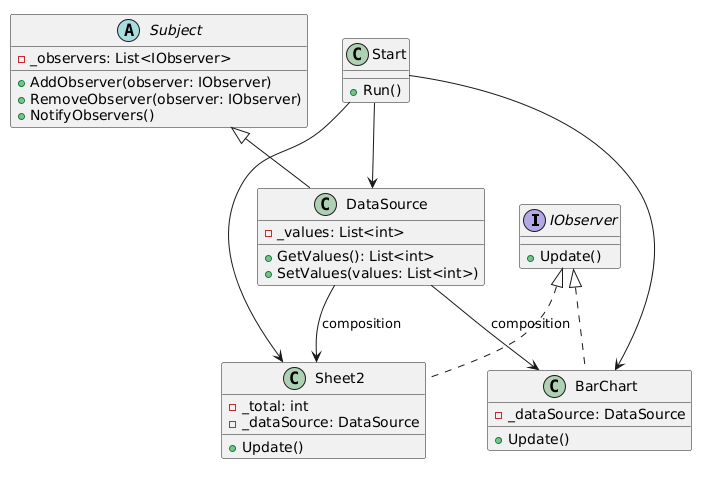 A Subject
_observers: List<IObserver>
AddObserver(observer: IObserver)
RemoveObserver(observer: IObserver)
NotifyObservers()
C Start
Run()
C DataSource
_values: List<int>
GetValues(): List<int>
SetValues(values: List<int>)
I IObserver
Update()
composition
composition
C Sheet2
_total: int
_dataSource: DataSource
Update()
C BarChart
_dataSource: DataSource
Update()